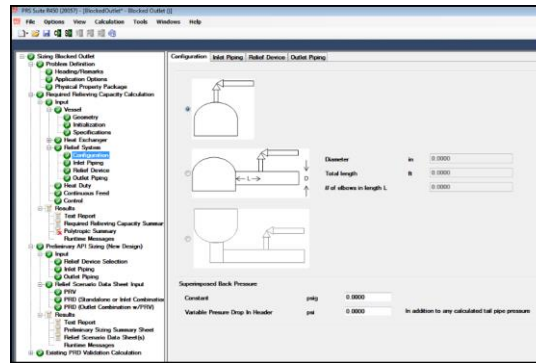 PRS Suite R450 (20057) - [BlockedOutlet* - Blocked Outlet []]
File Options View Calculation Tools Windows Help
Sizing Blocked Outlet
Problem Definition
Heading/Remarks
Application Options
Physical Property Package
Required Relieving Capacity Calculation
Input
Vessel
Geometry
Initialization
Specifications
Heat Exchanger
Relief System
Configuration
Inlet Piping
Relief Device
Outlet Piping
Heat Duty
Continuous Feed
Control
Results
Text Report
Required Relieving Capacity Summar
Polytropic Summary
Runtime Messages
Preliminary API Sizing (New Design)
Input
Relief Device Selection
Inlet Piping
Outlet Piping
Relief Scenario Data Sheet Input
PRV
PRD (Standalone or Inlet Combinatio
PRD (Outlet Combination w/PRV)
Results
Text Report
Preliminary Sizing Summary Sheet
Relief Scenario Data Sheet(s)
Runtime Messages
Existing PRD Validation Calculation
Configuration Inlet Piping Relief Device Outlet Piping
L
D
Diameter in 0.0000
Total length ft 0.0000
# of elbows in length L 0.0000
Superimposed Back Pressure
Constant psig 0.0000
Variable Pressure Drop In Header psi 0.0000 In addition to any calculated tail pipe pressure